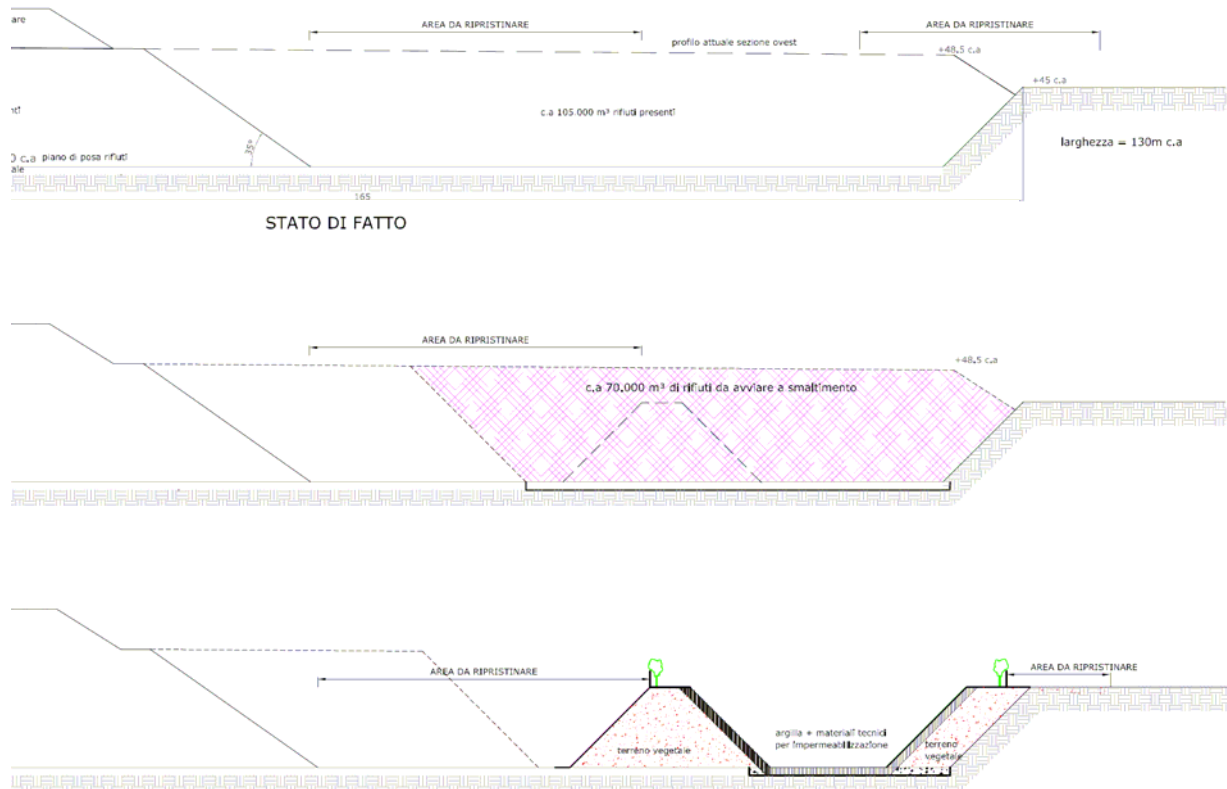 are
AREA DA RIPRISTINARE
AREA DA RIPRISTINARE
profilo attuale sezione ovest
+48.5 c.a
+45 c.a
c.a 105.000 m³ rifiuti presenti
larghezza = 130m c.a
35°
0 c.a piano di posa rifiuti
ale
165
STATO DI FATTO
AREA DA RIPRISTINARE
+48.5 c.a
c.a 70.000 m³ di rifiuti da avviare a smaltimento
AREA DA RIPRISTINARE
AREA DA RIPRISTINARE
argilla + materiali tecnici
per impermeabilizzazione
terreno vegetale
terreno
vegetale